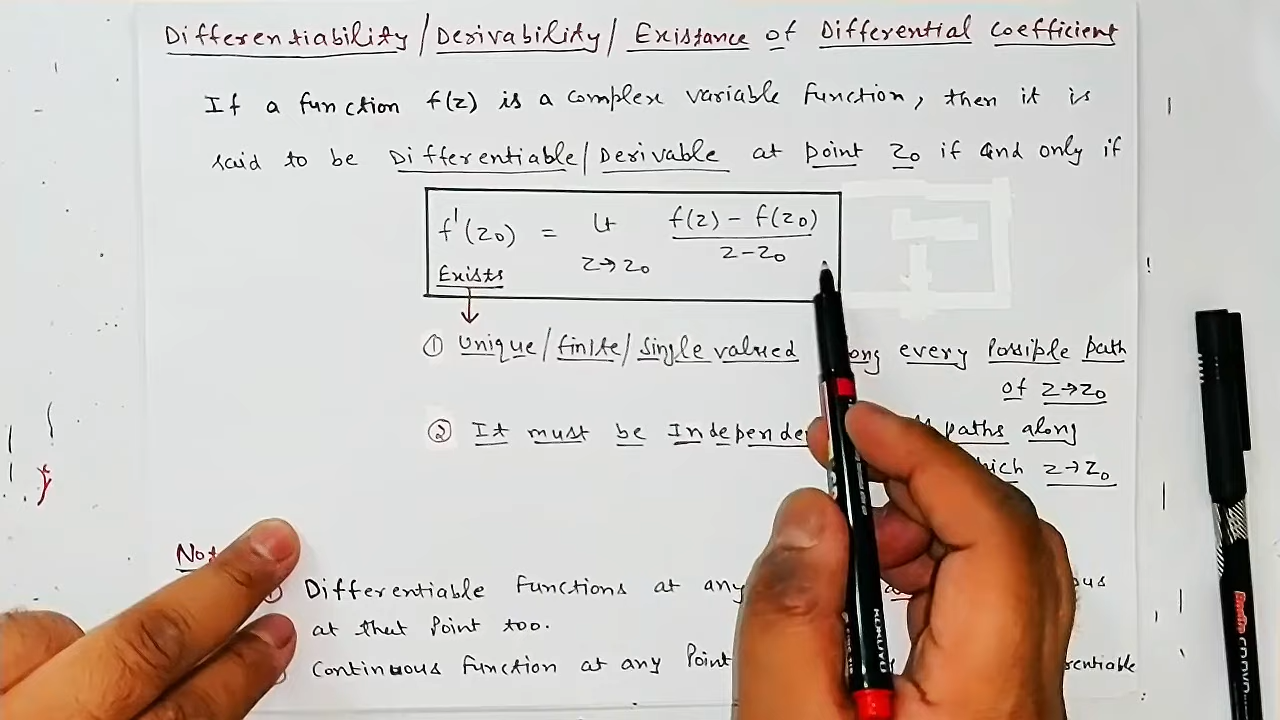 Differentiability/Derivability/Existance of Differential Coefficient
If a function f(z) is a complex variable function, then it is
said to be Differentiable/Derivable at point z₀ if and only if
f'(z₀) = Lt z→z₀ f(z) - f(z₀) / z-z₀
Exists
① Unique/finite/single valued every Possible path
of z→z₀
② It must be paths along
z→z₀
Differentiable functions at any
at that Point too.
Continuous function at any Point
KOKUYO